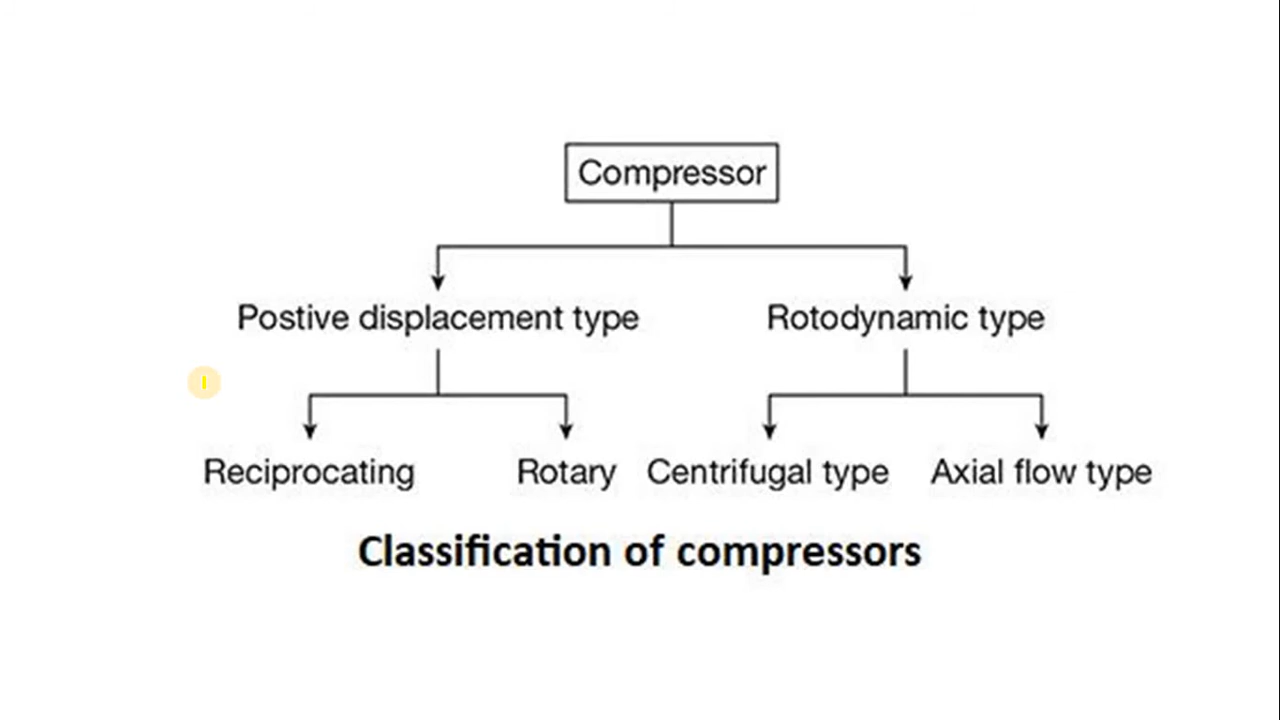 Compressor
Postive displacement type Rotodynamic type
Reciprocating Rotary Centrifugal type Axial flow type
Classification of compressors